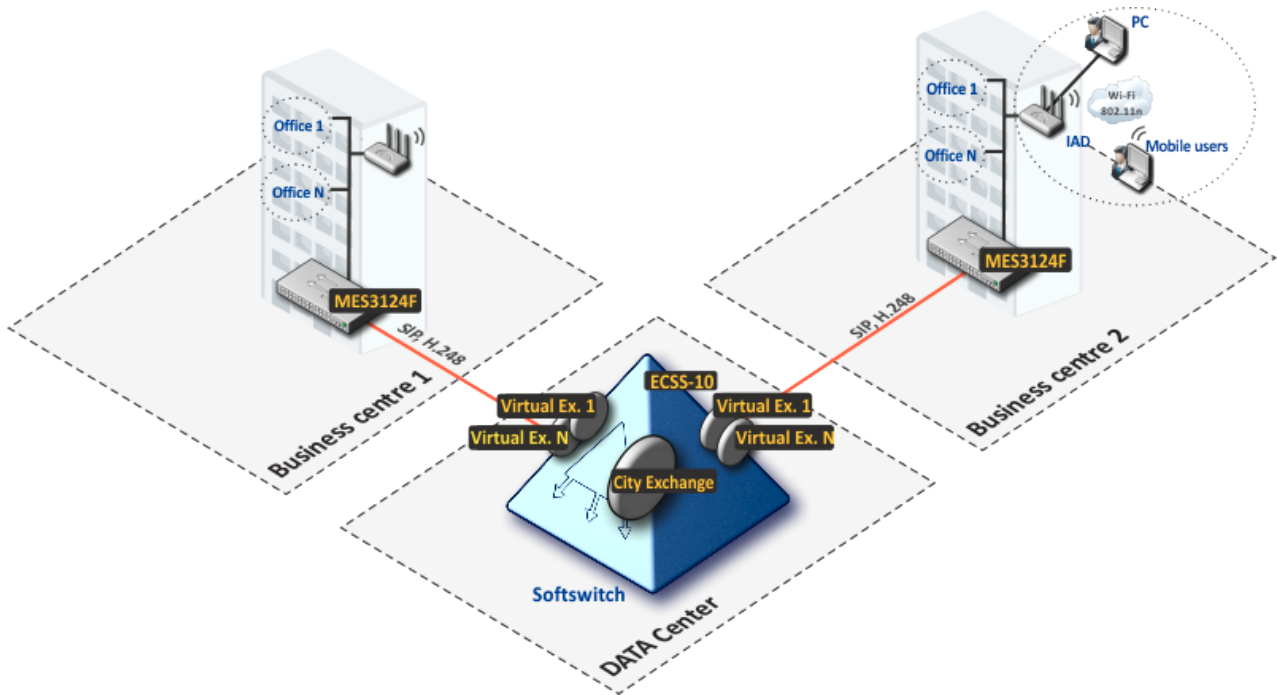 Office 1
Office N
MES3124F
SIP, H.248
Business centre 1
PC
Office 1
Wi-Fi
802.11n
Office N
IAD
Mobile users
MES3124F
SIP, H.248
Business centre 2
ECSS-10
Virtual Ex. 1
Virtual Ex. N
Virtual Ex. 1
Virtual Ex. N
City Exchange
Softswitch
DATA Center